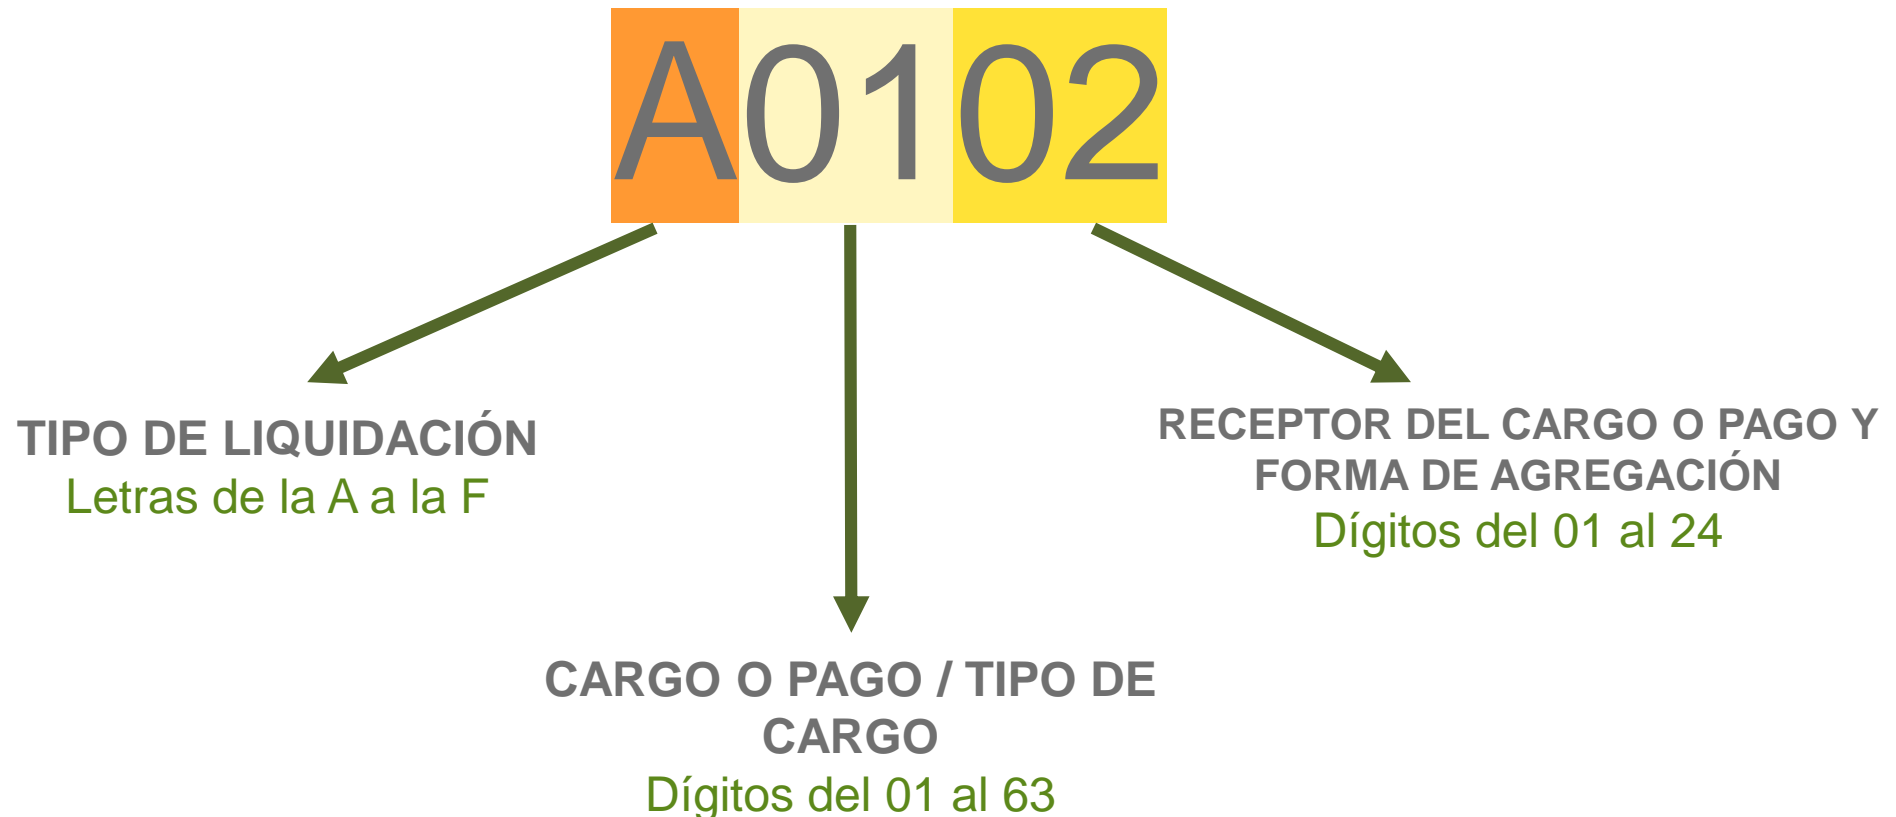 A0102
TIPO DE LIQUIDACIÓN
Letras de la A a la F
RECEPTOR DEL CARGO O PAGO Y
FORMA DE AGREGACIÓN
Dígitos del 01 al 24
CARGO O PAGO / TIPO DE
CARGO
Dígitos del 01 al 63